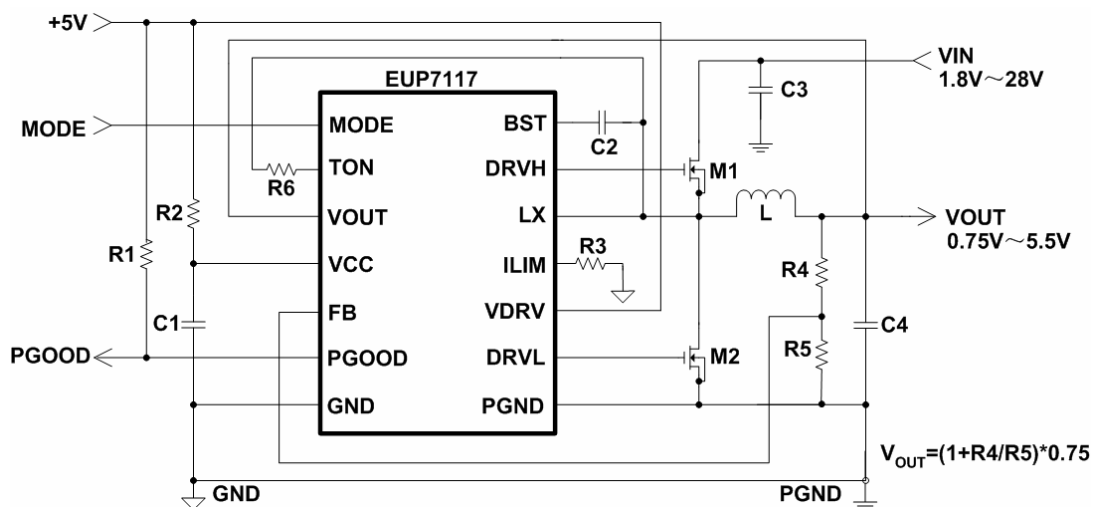 +5V
EUP7117
VIN
1.8V～28V
C3
MODE
MODE
BST
C2
TON
DRVH
M1
R6
R2
VOUT
LX
L
VOUT
0.75V～5.5V
R1
R3
VCC
ILIM
R4
FB
VDRV
C1
C4
PGOOD
PGOOD
DRVL
M2
R5
GND
PGND
VOUT=(1+R4/R5)*0.75
GND
PGND